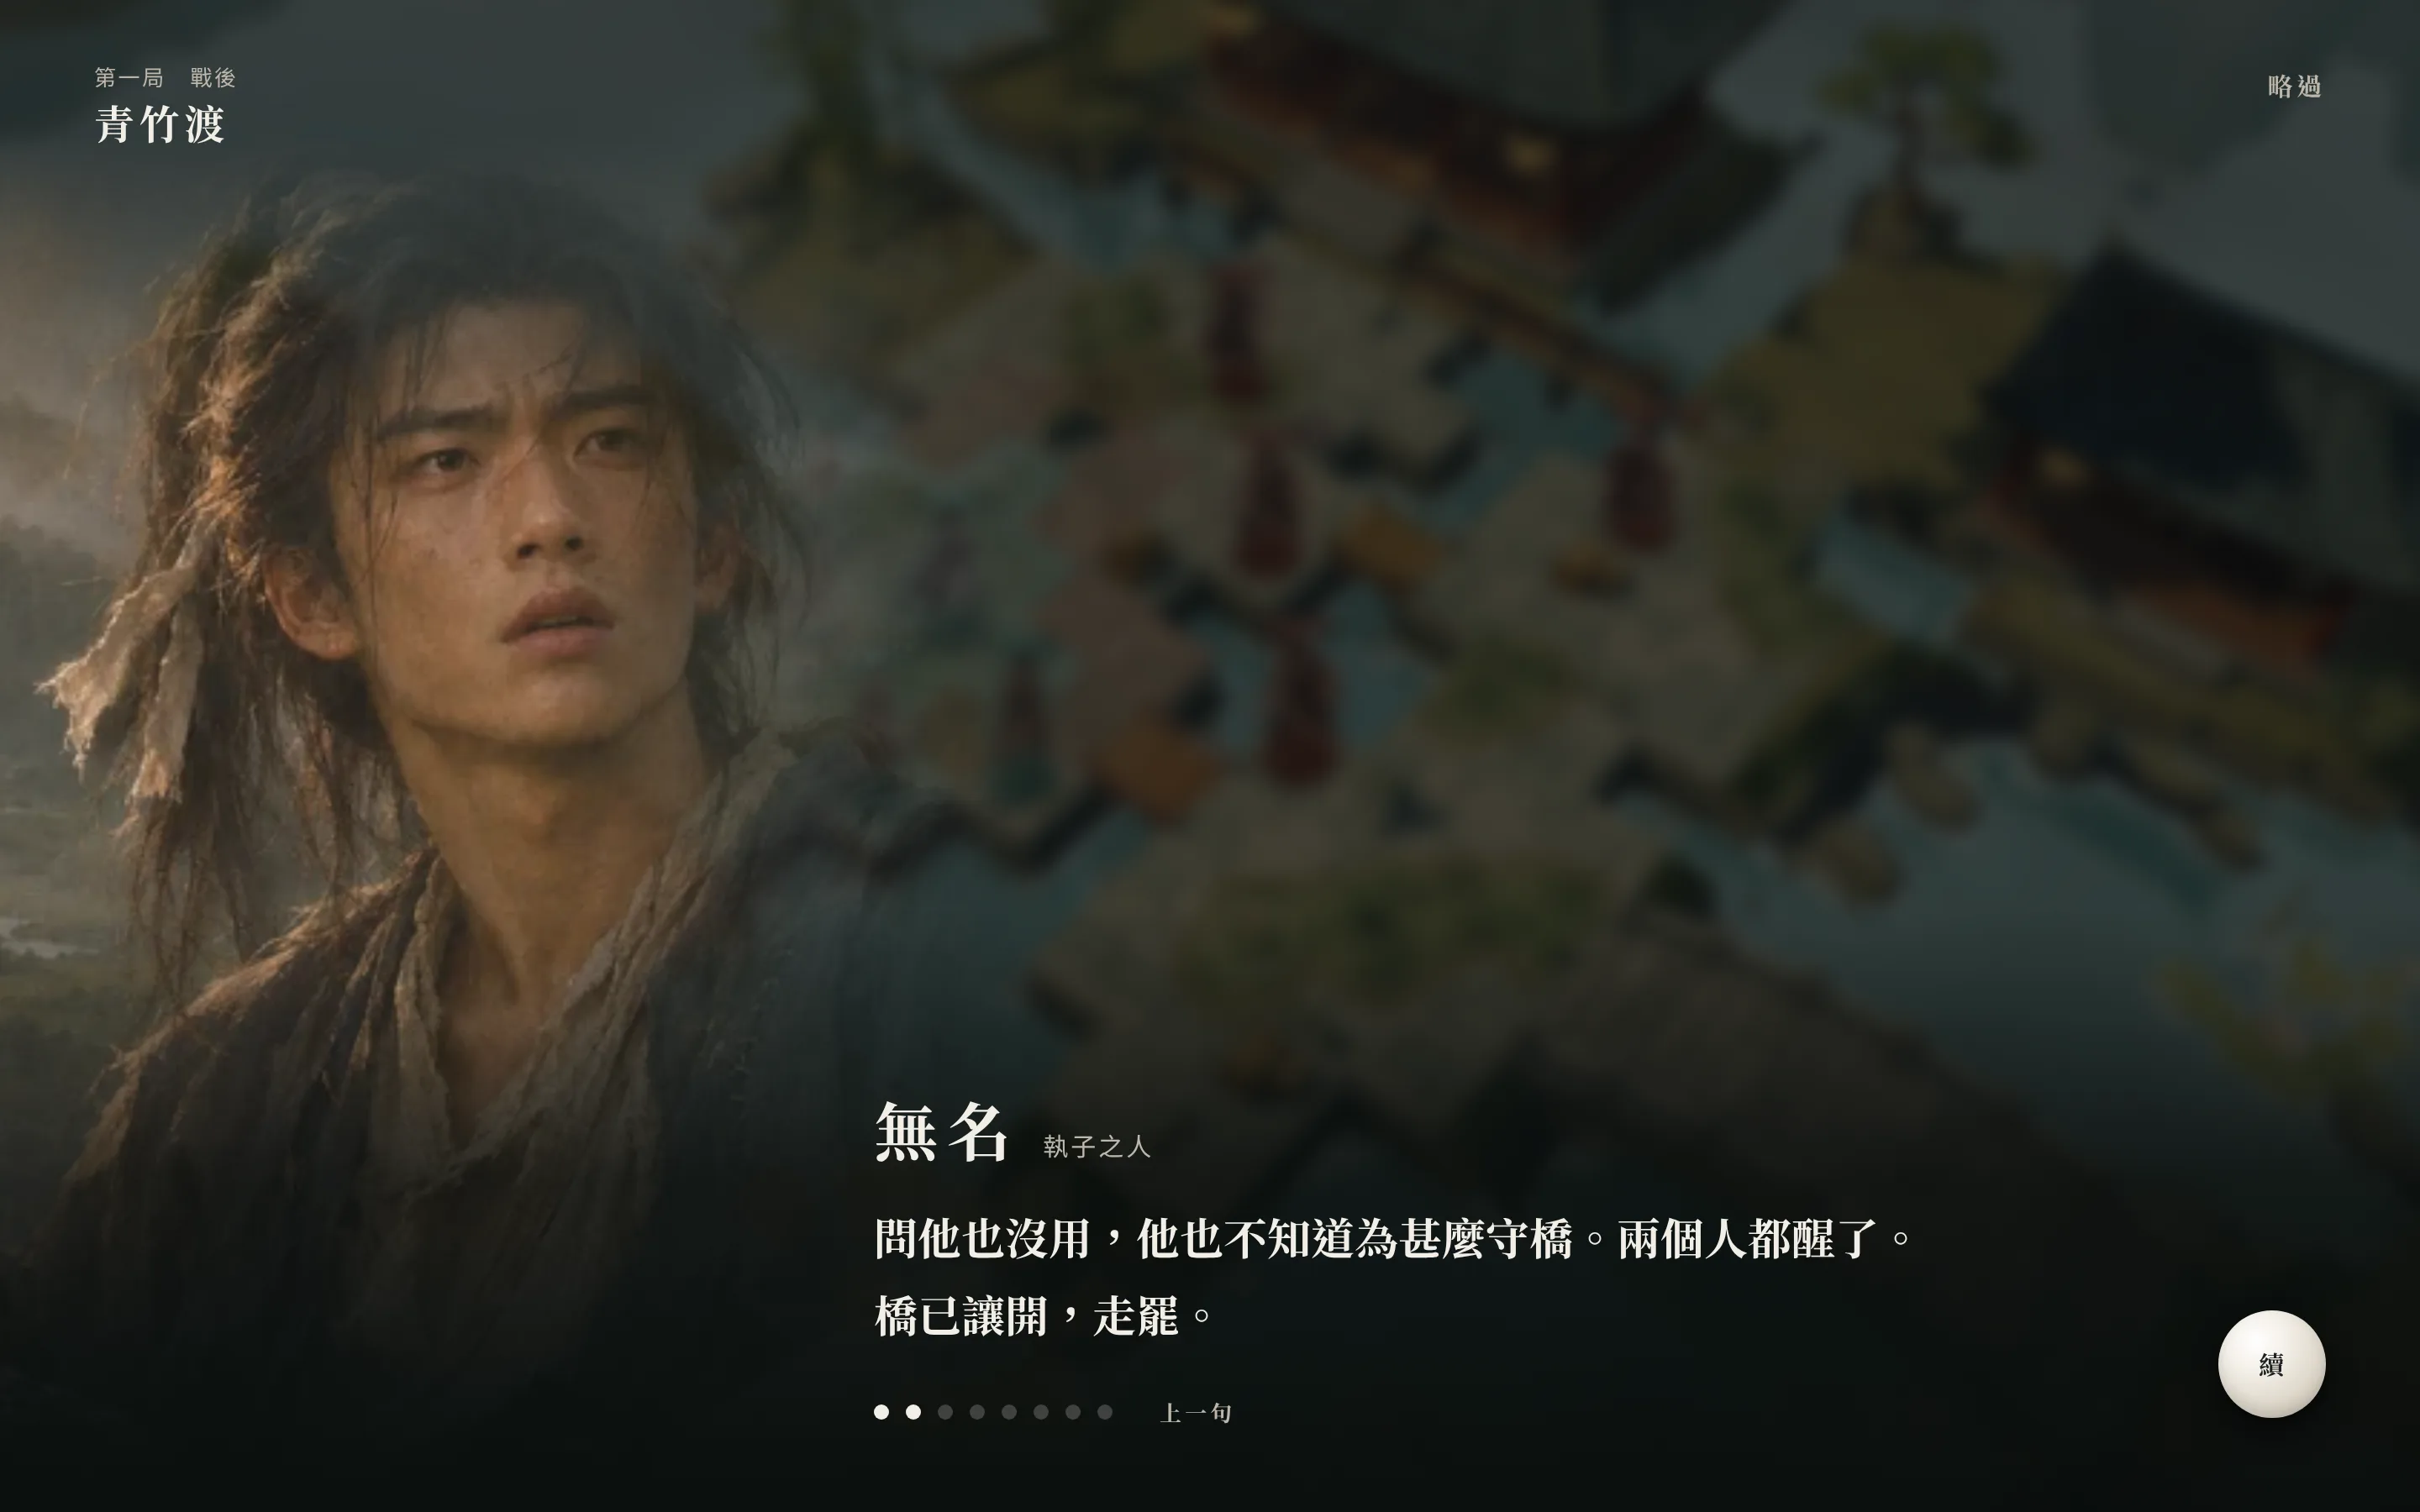 第一局　戰後
青竹渡
略過
無名　執子之人
問他也沒用，他也不知道為甚麼守橋。兩個人都醒了。
橋已讓開，走罷。
上一句
續